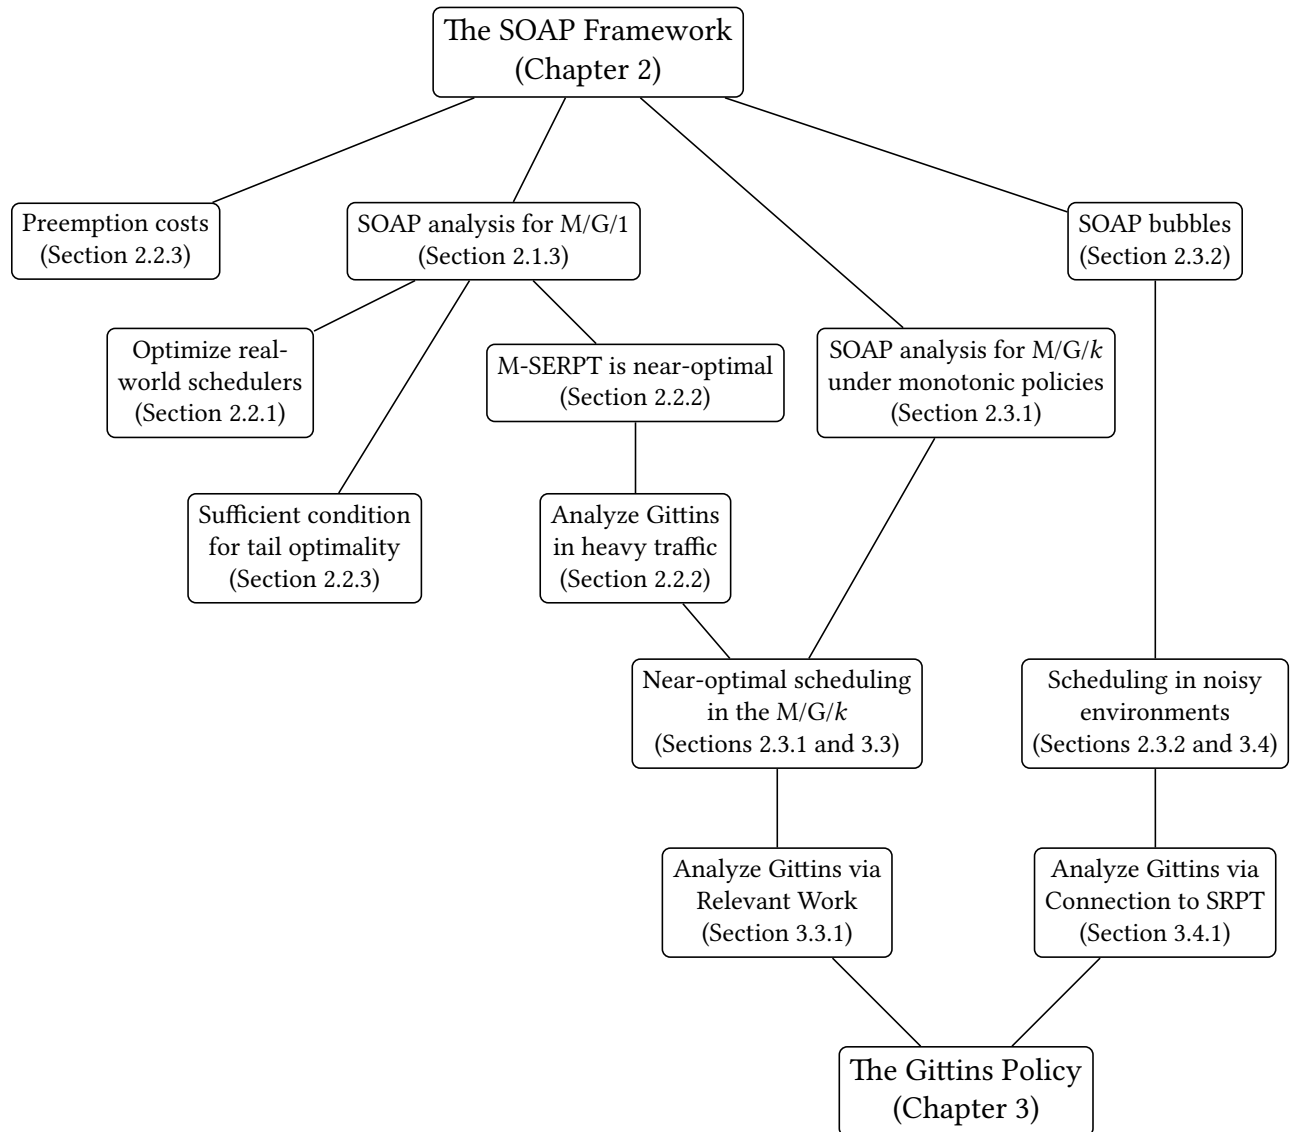 The SOAP Framework
(Chapter 2)
Preemption costs
(Section 2.2.3)
SOAP analysis for M/G/1
(Section 2.1.3)
SOAP bubbles
(Section 2.3.2)
Optimize real-
world schedulers
(Section 2.2.1)
M-SERPT is near-optimal
(Section 2.2.2)
SOAP analysis for M/G/k
under monotonic policies
(Section 2.3.1)
Sufficient condition
for tail optimality
(Section 2.2.3)
Analyze Gittins
in heavy traffic
(Section 2.2.2)
Near-optimal scheduling
in the M/G/k
(Sections 2.3.1 and 3.3)
Scheduling in noisy
environments
(Sections 2.3.2 and 3.4)
Analyze Gittins via
Relevant Work
(Section 3.3.1)
Analyze Gittins via
Connection to SRPT
(Section 3.4.1)
The Gittins Policy
(Chapter 3)